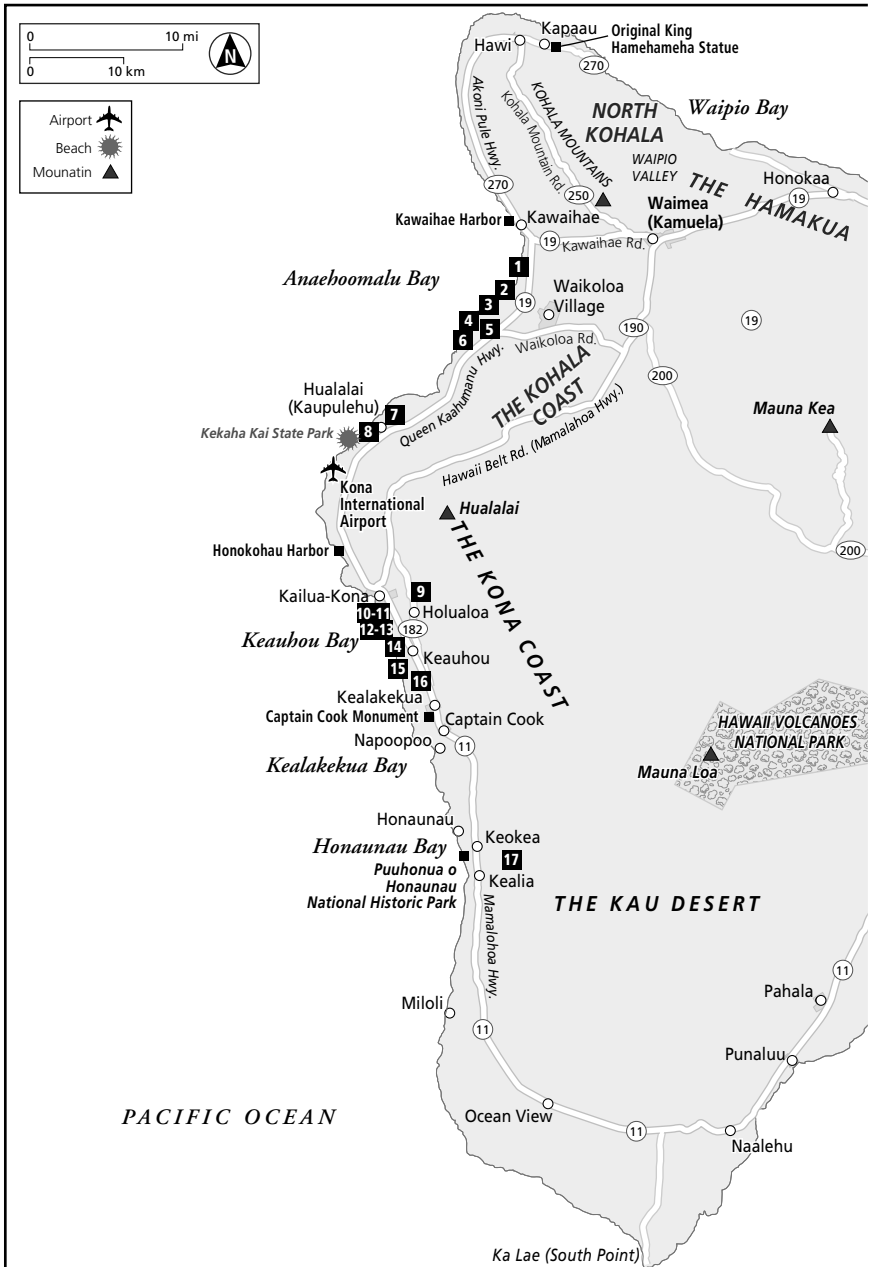 0 10 mi
0 10 km
N
Airport
Beach
Mounatin
Kapaau
Hawi
Original King
Hamehameha Statue
270
Akoni Pule Hwy.
Kohala Mountain Rd.
KOHALA MOUNTAINS
NORTH
KOHALA
Waipio Bay
WAIPIO
VALLEY
THE HAMAKUA
Honokaa
19
270
250
Waimea
(Kamuela)
Kawaihae Harbor
Kawaihae
19
Kawaihae Rd.
Anaehoomalu Bay
1
2
3
4
5
6
19
Waikoloa
Village
Waikoloa Rd.
190
19
200
Queen Kaahumanu Hwy.
THE KOHALA
COAST
Hawaii Belt Rd. (Mamalahoa Hwy.)
Mauna Kea
Hualalai
(Kaupulehu)
7
8
Kekaha Kai State Park
Kona
International
Airport
Hualalai
THE KONA COAST
200
Honokohau Harbor
Kailua-Kona
9
Holualoa
10-11
12-13
182
Keauhou Bay
14
Keauhou
15
16
Kealakekua
Captain Cook Monument
Captain Cook
Napoopoo
11
Kealakekua Bay
HAWAII VOLCANOES
NATIONAL PARK
Mauna Loa
Honaunau
Honaunau Bay
Keokea
17
Puuhonua o
Honaunau
National Historic Park
Kealia
Mamalohoa Hwy.
THE KAU DESERT
11
Pahala
Miloli
11
Punaluu
PACIFIC OCEAN
Ocean View
11
Naalehu
Ka Lae (South Point)